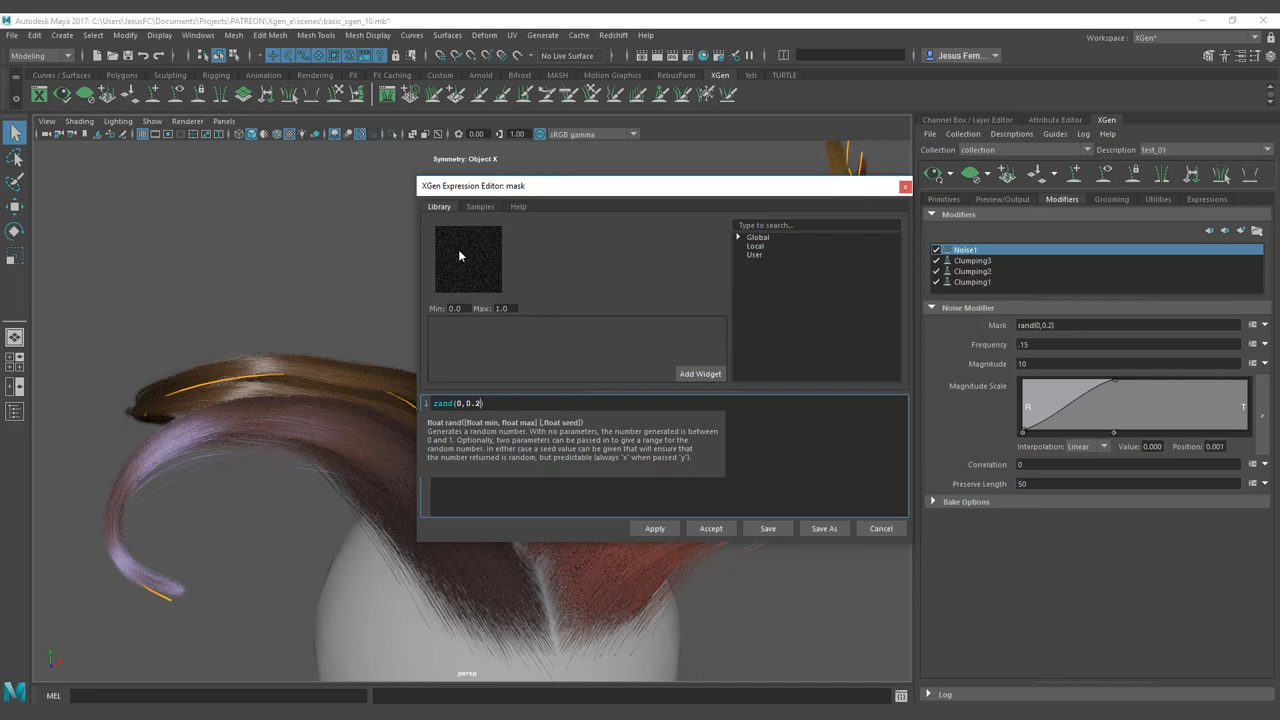 Autodesk Maya 2017: C:\Users\JesusFC\Documents\Projects\PATREON\Xgen_e\scenes\basic_xgen_10.mb*
File Edit Create Select Modify Display Windows Mesh Edit Mesh Mesh Tools Mesh Display Curves Surfaces Deform UV Generate Cache Redshift Help
Workspace : XGen*
Modeling
No Live Surface
Jesus Fern...
Curves / Surfaces Polygons Sculpting Rigging Animation Rendering FX FX Caching Custom Arnold Bifrost MASH Motion Graphics RebusFarm XGen Yeti TURTLE
View Shading Lighting Show Renderer Panels
0.00 1.00 sRGB gamma
Symmetry: Object X
persp
XGen Expression Editor: mask
Library Samples Help
Type to search...
Global
Local
User
Min: 0.0 Max: 1.0
Add Widget
1 rand(0,0.2)
float rand([float min, float max] [,float seed])
Generates a random number. With no parameters, the number generated is between
0 and 1. Optionally, two parameters can be passed in to give a range for the
random number. In either case a seed value can be given that will ensure that
the number returned is random, but predictable (always 'x' when passed 'y').
Apply Accept Save Save As Cancel
Channel Box / Layer Editor Attribute Editor XGen
File Collection Descriptions Guides Log Help
Collection collection Description test_01
Primitives Preview/Output Modifiers Grooming Utilities Expressions
Modifiers
Noise1
Clumping3
Clumping2
Clumping1
Noise Modifier
Mask rand(0,0.2)
Frequency .15
Magnitude 10
Magnitude Scale
R T
>
Interpolation: Linear Value: 0.000 Position: 0.001
Correlation 0
Preserve Length 50
Bake Options
Log
MEL